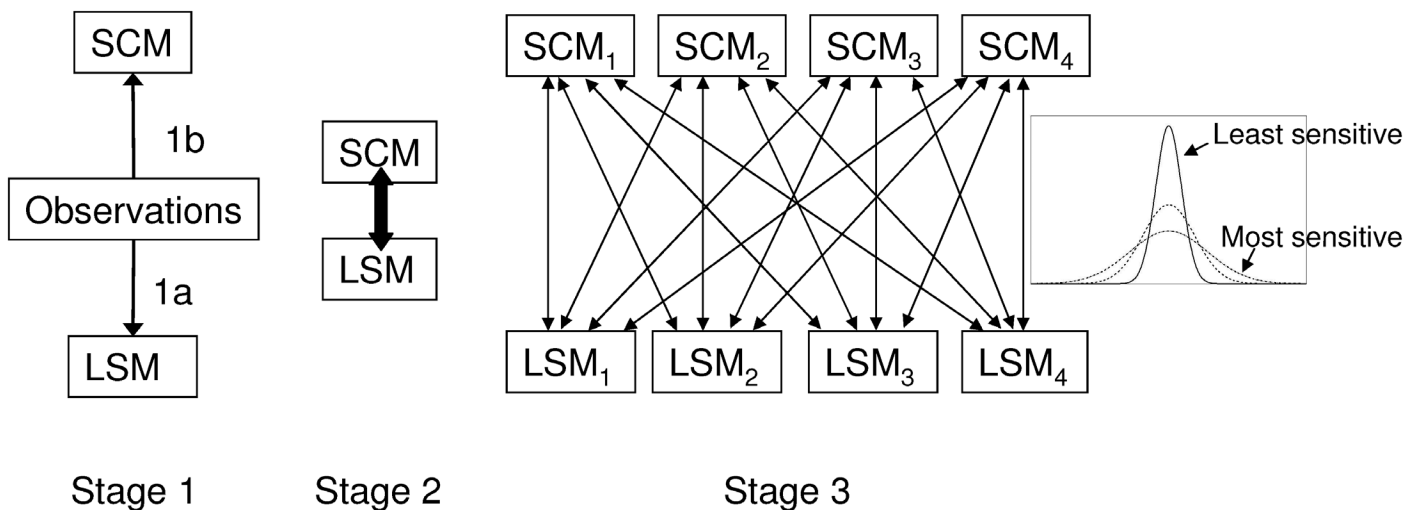 SCM
1b
Observations
1a
LSM
Stage 1
SCM
LSM
Stage 2
SCM₁ SCM₂ SCM₃ SCM₄
LSM₁ LSM₂ LSM₃ LSM₄
Least sensitive
Most sensitive
Stage 3